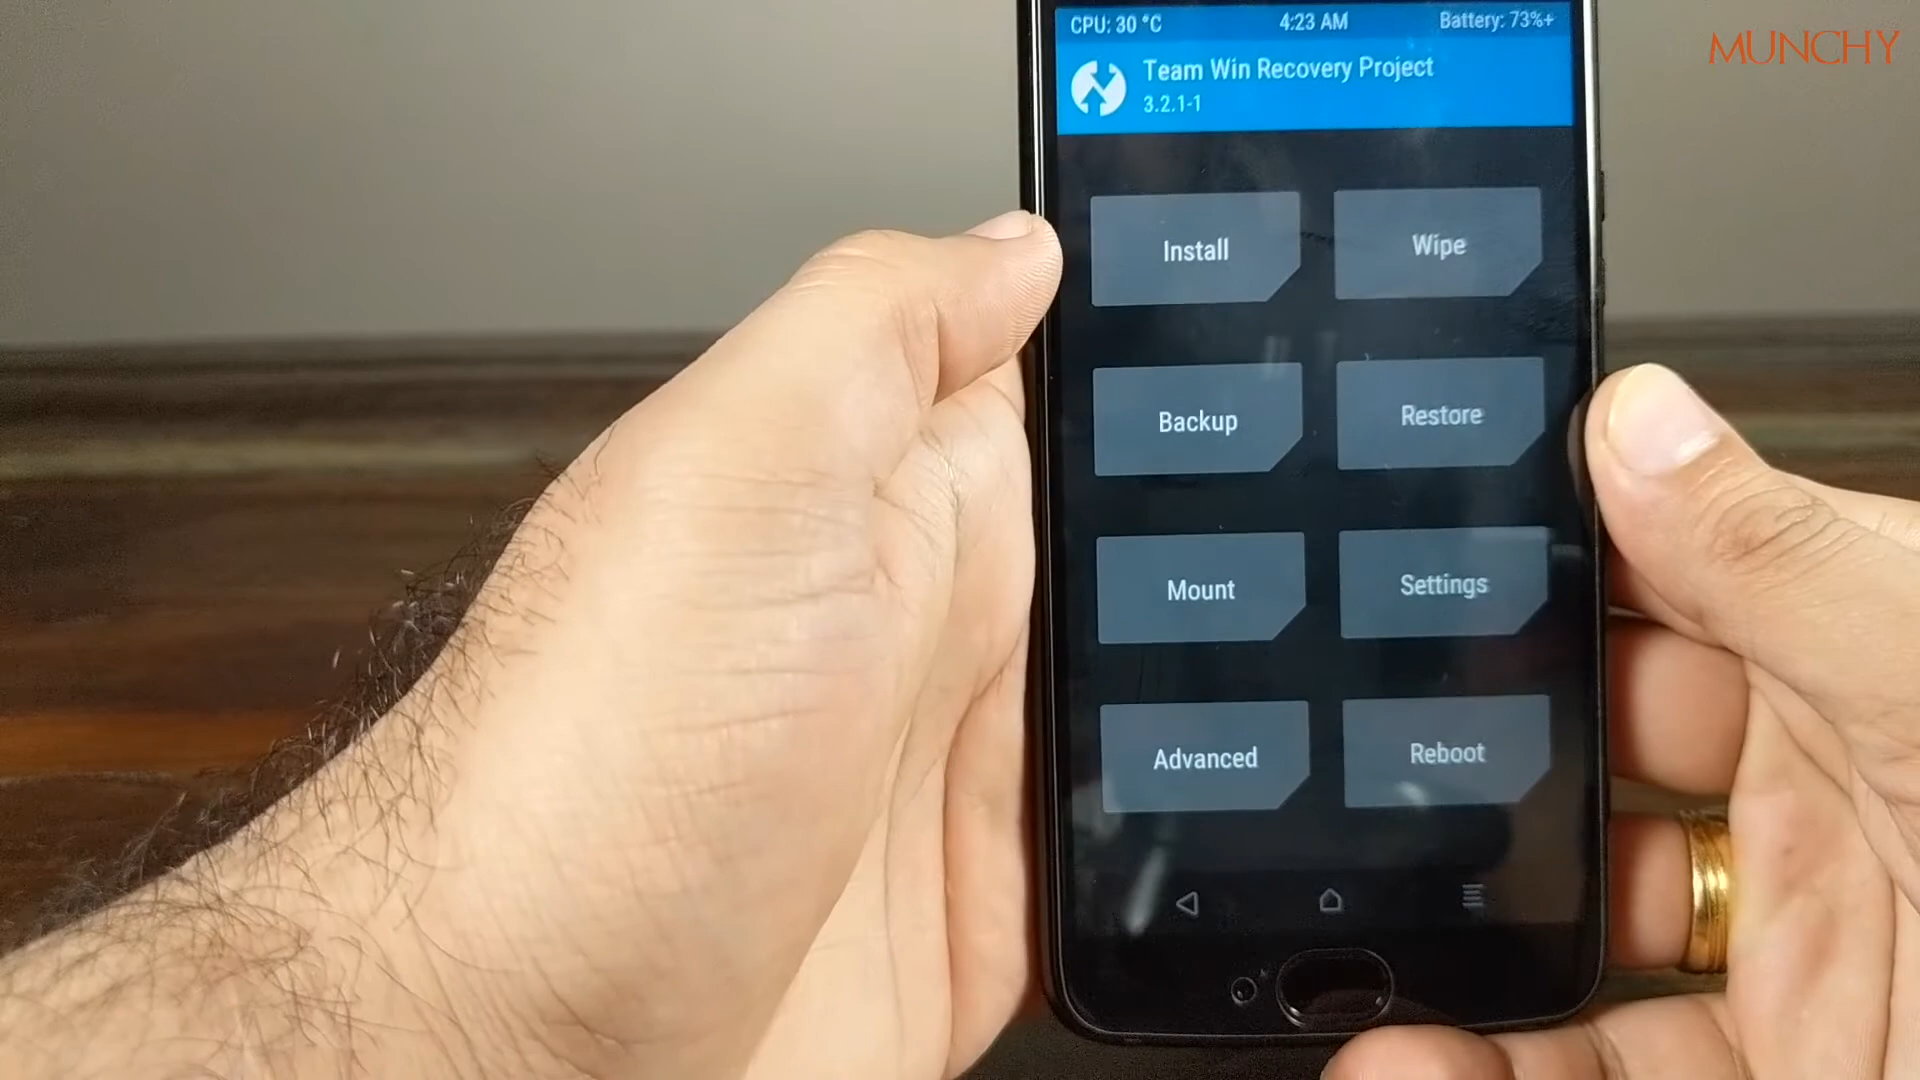 CPU: 30 °C 4:23 AM Battery: 73%+
MUNCHY
Team Win Recovery Project
3.2.1-1
Install Wipe
Backup Restore
Mount Settings
Advanced Reboot